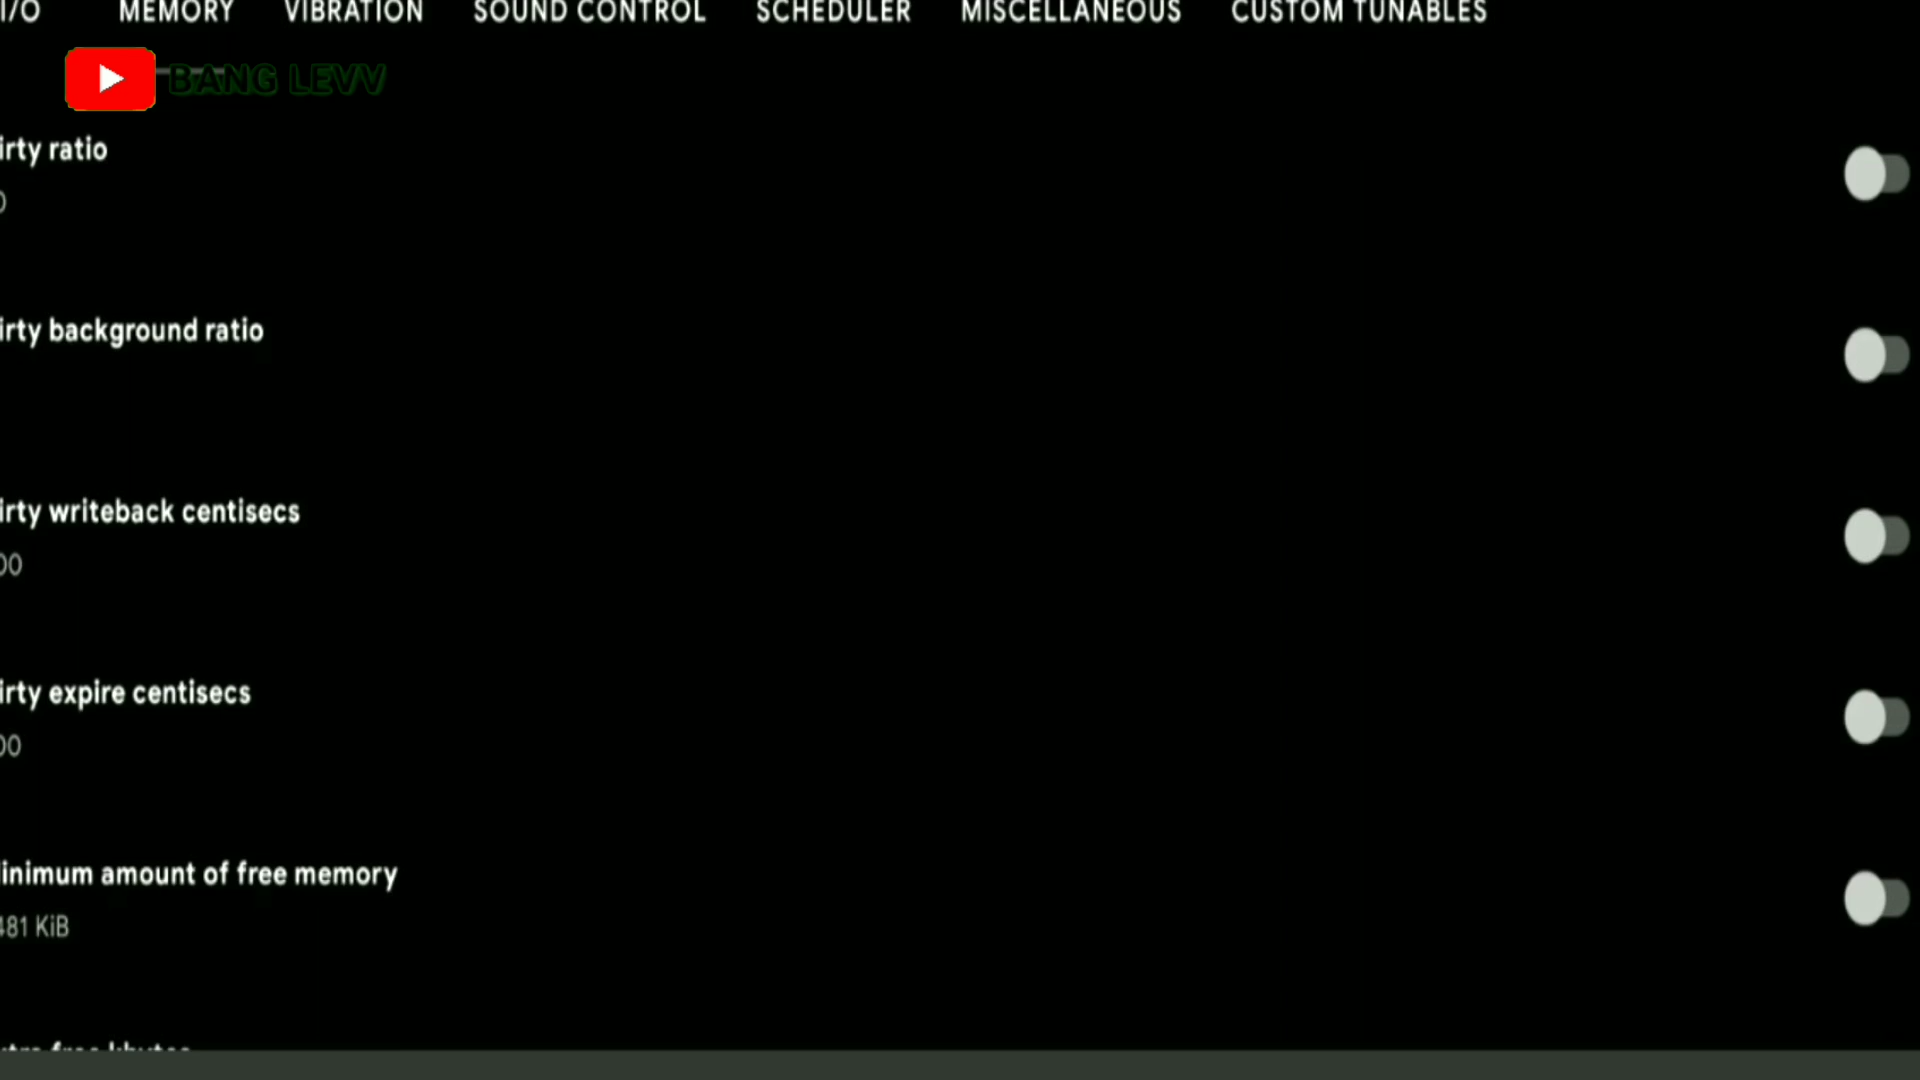 I/O MEMORY VIBRATION SOUND CONTROL SCHEDULER MISCELLANEOUS CUSTOM TUNABLES
BANG LEVV
irty ratio
0
irty background ratio
irty writeback centisecs
00
irty expire centisecs
00
inimum amount of free memory
481 KiB